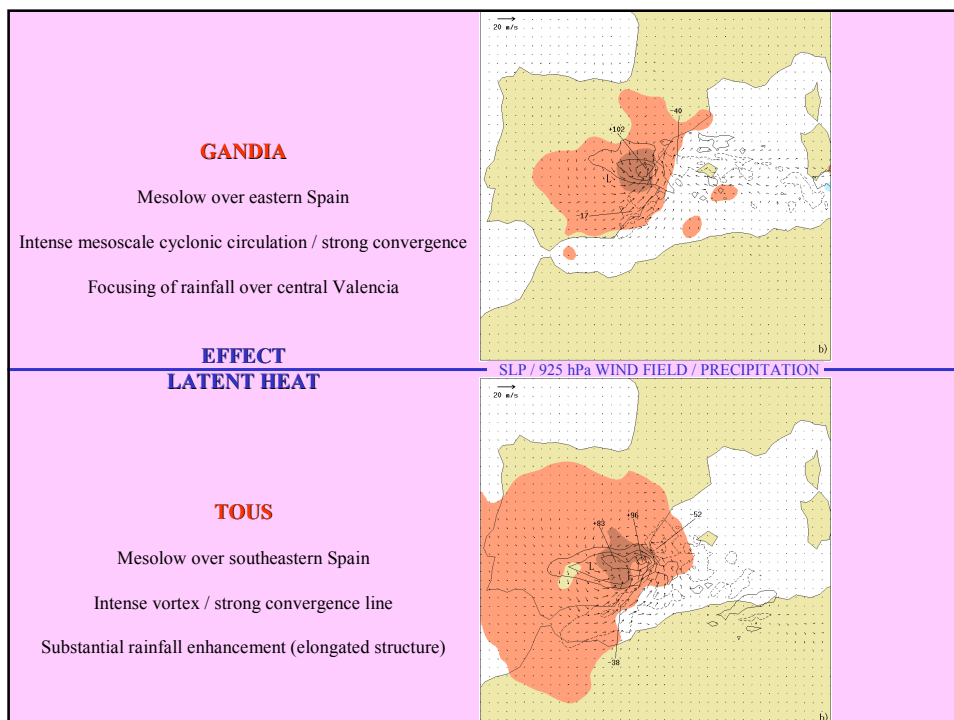 GANDIA
Mesolow over eastern Spain
Intense mesoscale cyclonic circulation / strong convergence
Focusing of rainfall over central Valencia
20 m/s
+102
-40
L
-17
b)
EFFECT
LATENT HEAT
SLP / 925 hPa WIND FIELD / PRECIPITATION
TOUS
Mesolow over southeastern Spain
Intense vortex / strong convergence line
Substantial rainfall enhancement (elongated structure)
20 m/s
+83
+96
-52
L
-38
b)